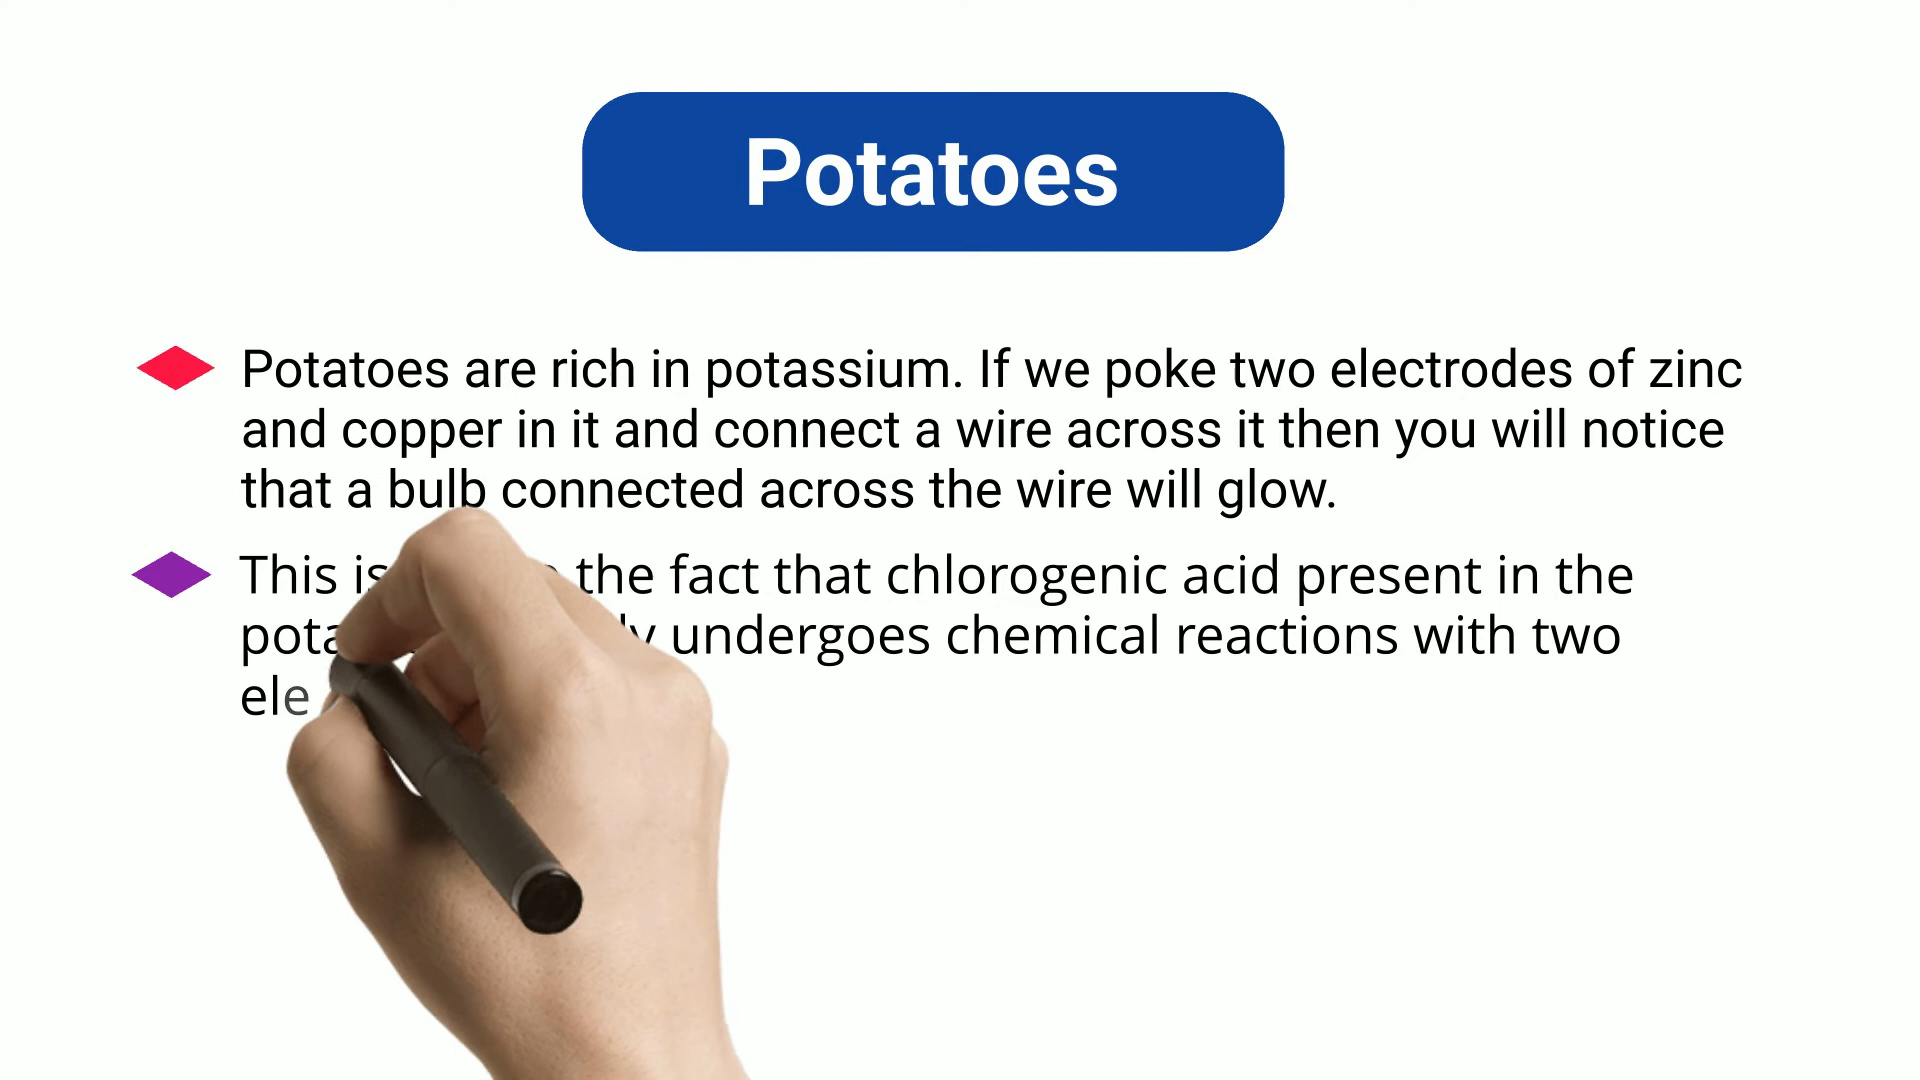 Potatoes
Potatoes are rich in potassium. If we poke two electrodes of zinc
and copper in it and connect a wire across it then you will notice
that a bulb connected across the wire will glow.
This is the fact that chlorogenic acid present in the
undergoes chemical reactions with two
ele